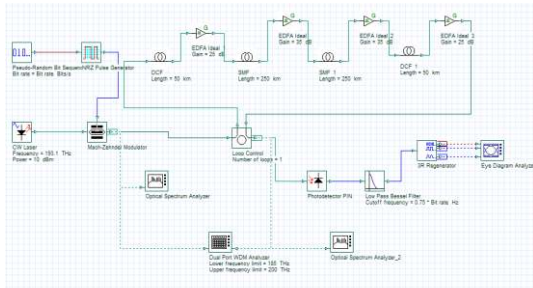 EDFA Ideal
Gain = 25 dB
EDFA Ideal 1
Gain = 35 dB
EDFA Ideal 2
Gain = 35 dB
EDFA Ideal 3
Gain = 25 dB
DCF
Length = 50 km
SMF
Length = 250 km
SMF 1
Length = 250 km
DCF 1
Length = 50 km
Pseudo-Random Bit Sequence
Bit rate = Bit rate Bits/s
NRZ Pulse Generator
CW Laser
Frequency = 193.1 THz
Power = 10 dBm
Mach-Zehnder Modulator
Loop Control
Number of loops = 1
3R Regenerator
Eye Diagram Analyzer
Photodetector PIN
Low Pass Bessel Filter
Cutoff frequency = 0.75 * Bit rate Hz
Optical Spectrum Analyzer
Dual Port WDM Analyzer
Lower frequency limit = 185 THz
Upper frequency limit = 200 THz
Optical Spectrum Analyzer_2